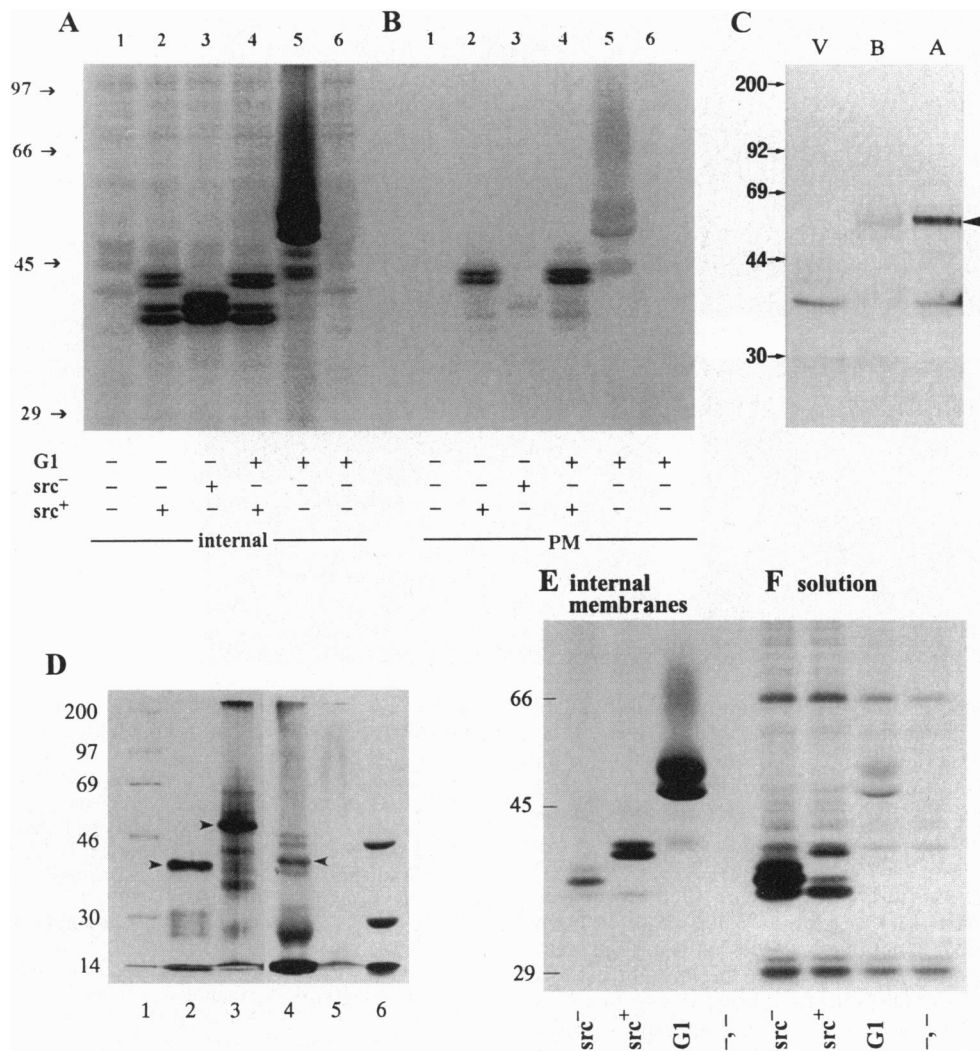 A
1 2 3 4 5 6
97 →
66 →
45 →
29 →
B
1 2 3 4 5 6
C
V B A
200→
92→
69→
44→
30→
G1 – – – + + + – – – + + +
src⁻ – – + – – – – – + – – –
src⁺ – + – + – – – + – + – –
internal
PM
D
200
97
69
46
30
14
1 2 3 4 5 6
E internal
membranes
F solution
66
45
29
src⁻ src⁺ G1 –,– src⁻ src⁺ G1 –,–